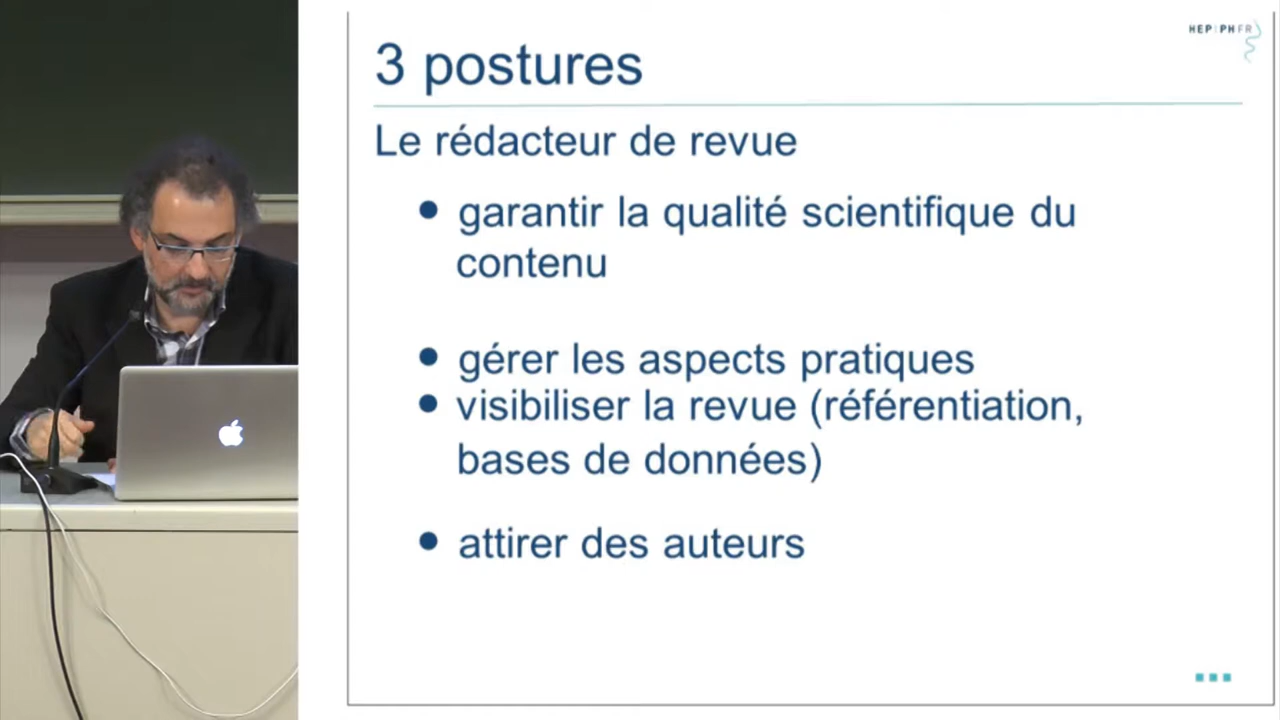 HEP|PH FR
3 postures
Le rédacteur de revue
• garantir la qualité scientifique du
contenu
• gérer les aspects pratiques
• visibiliser la revue (référentiation,
bases de données)
• attirer des auteurs